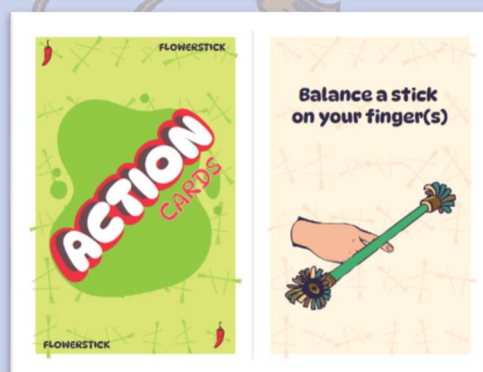 FLOWERSTICK
ACTION
CARDS
FLOWERSTICK
Balance a stick
on your finger(s)